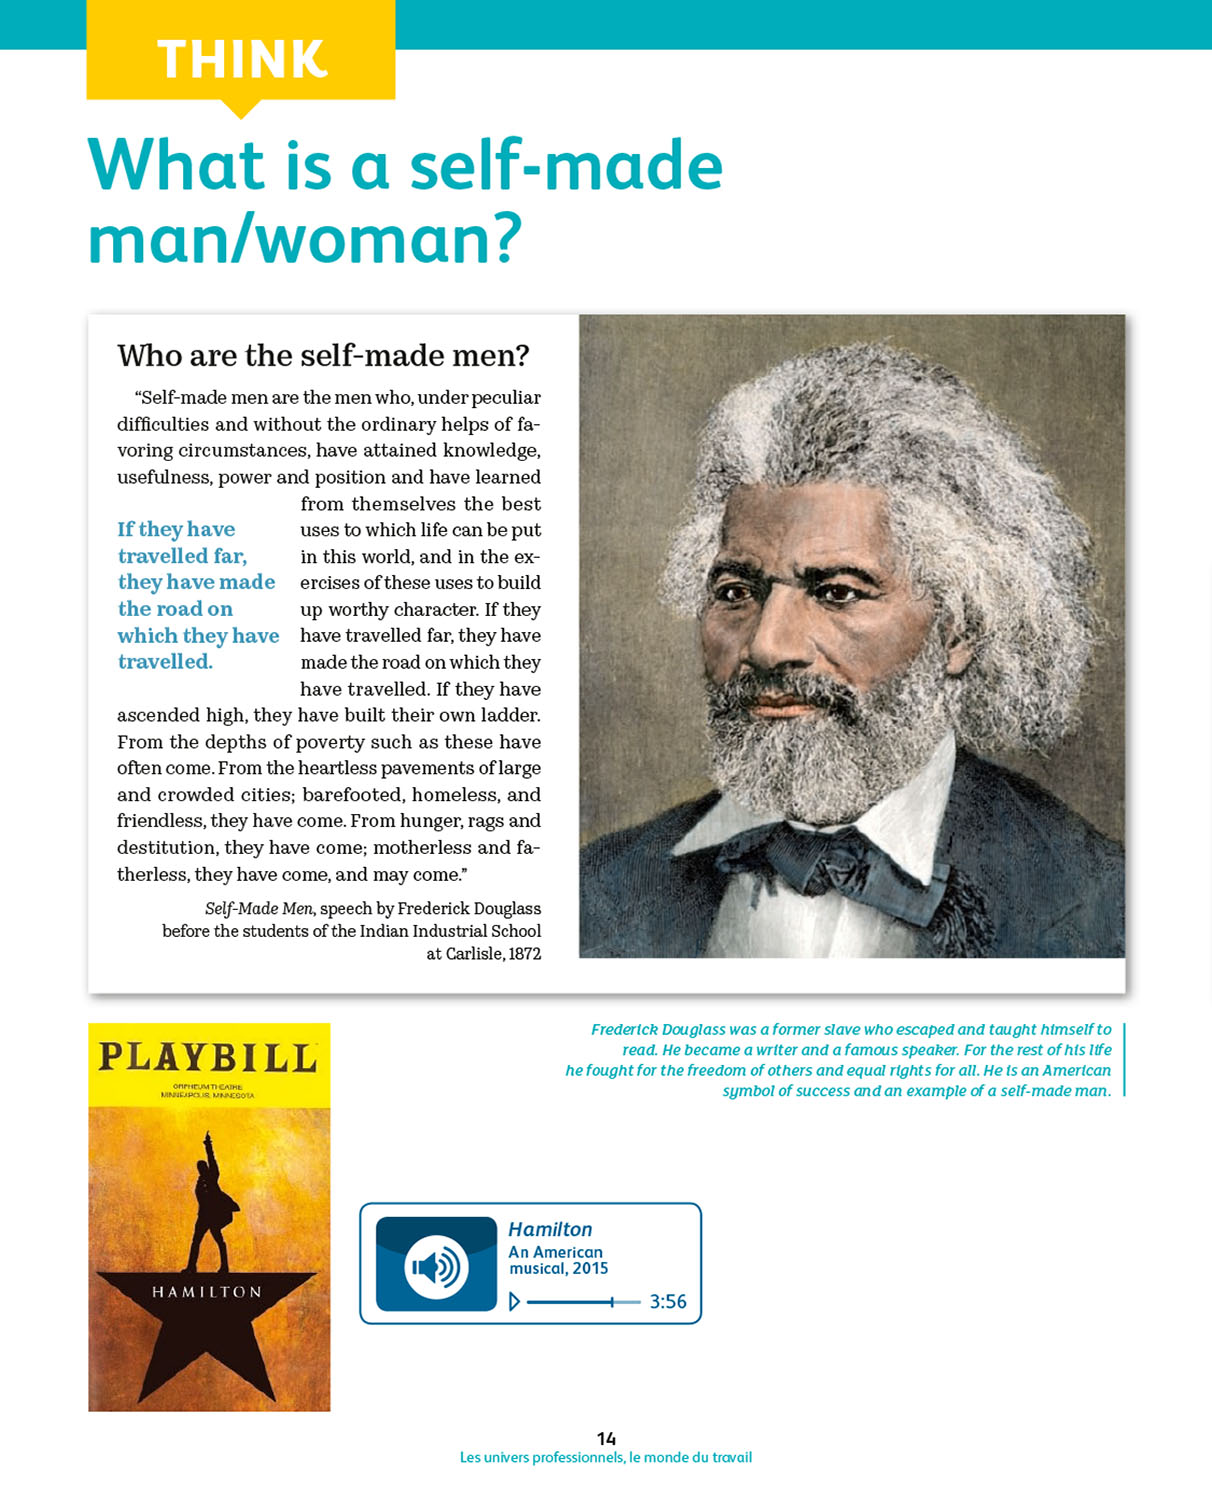 THINK
What is a self-made
man/woman?
Who are the self-made men?
“Self-made men are the men who, under peculiar
difficulties and without the ordinary helps of fa-
voring circumstances, have attained knowledge,
usefulness, power and position and have learned
from themselves the best
uses to which life can be put
in this world, and in the ex-
ercises of these uses to build
up worthy character. If they
have travelled far, they have
made the road on which they
have travelled. If they have
ascended high, they have built their own ladder.
From the depths of poverty such as these have
often come. From the heartless pavements of large
and crowded cities; barefooted, homeless, and
friendless, they have come. From hunger, rags and
destitution, they have come; motherless and fa-
therless, they have come, and may come.”
If they have
travelled far,
they have made
the road on
which they have
travelled.
Self-Made Men, speech by Frederick Douglass
before the students of the Indian Industrial School
at Carlisle, 1872
Frederick Douglass was a former slave who escaped and taught himself to
read. He became a writer and a famous speaker. For the rest of his life
he fought for the freedom of others and equal rights for all. He is an American
symbol of success and an example of a self-made man.
PLAYBILL
ORPHEUM THEATRE
MINNEAPOLIS, MINNESOTA
HAMILTON
Hamilton
An American
musical, 2015
3:56
14
Les univers professionnels, le monde du travail